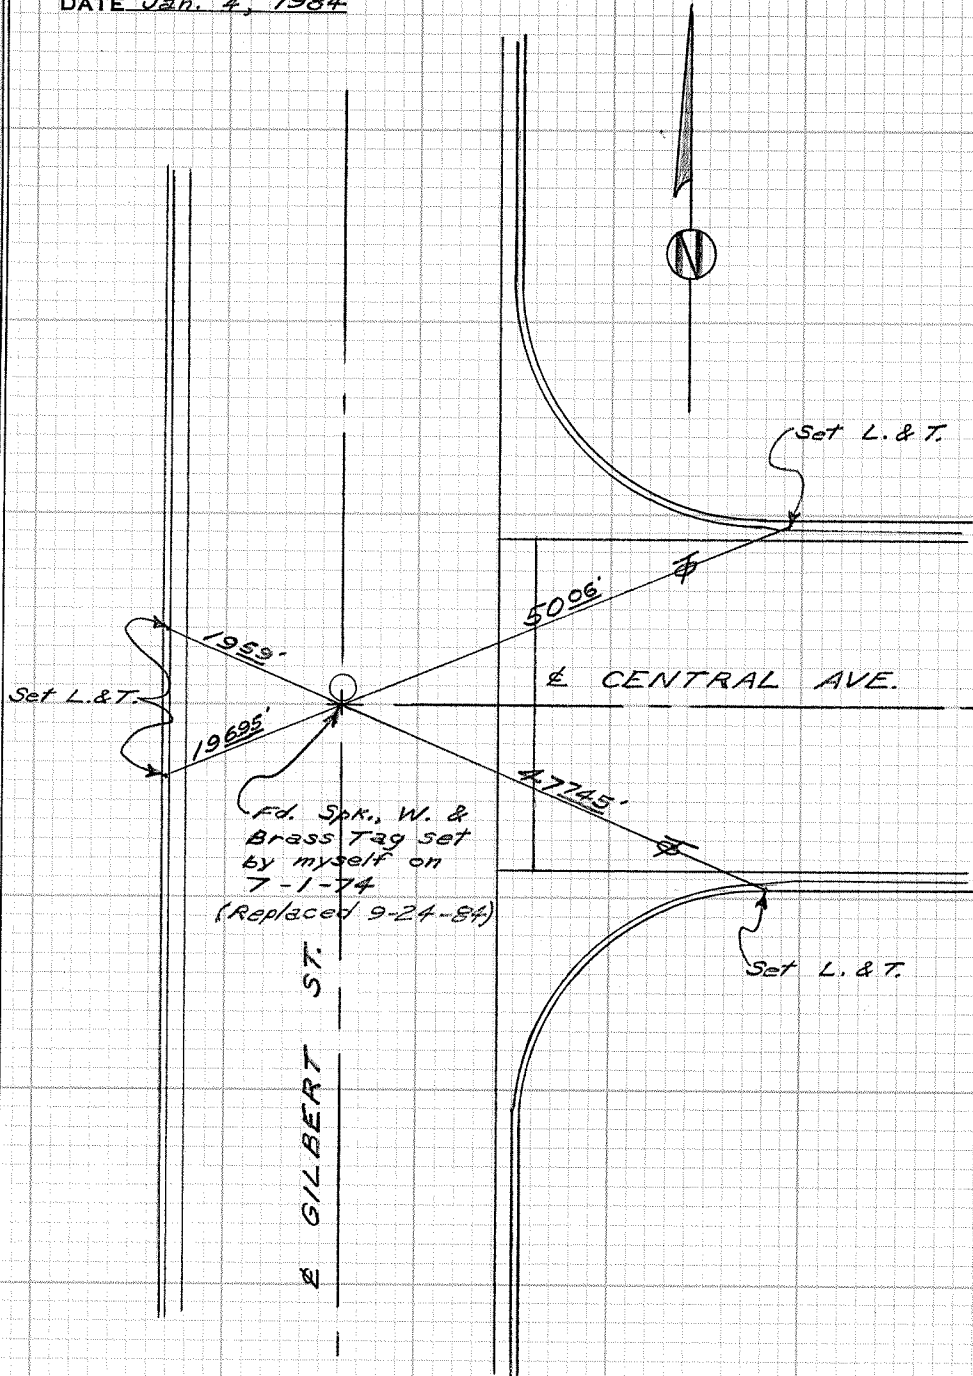 DATE Jan. 4, 1984
N
Set L. & T.
50 06'
19 59'
℄ CENTRAL AVE.
Set L. & T.
19 695'
47 745'
Fd. Spk., W. &
Brass Tag set
by myself on
7-1-74
(Replaced 9-24-84)
Set L. & T.
℄ GILBERT ST.